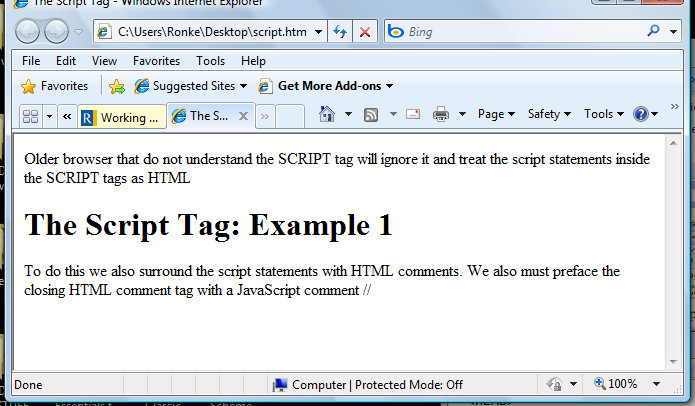 The Script Tag - Windows Internet Explorer
C:\Users\Ronke\Desktop\script.htm
Bing
File Edit View Favorites Tools Help
Favorites Suggested Sites Get More Add-ons
Working ... The S... Page Safety Tools
Older browser that do not understand the SCRIPT tag will ignore it and treat the script statements inside
the SCRIPT tags as HTML
The Script Tag: Example 1
To do this we also surround the script statements with HTML comments. We also must preface the
closing HTML comment tag with a JavaScript comment //
Done Computer | Protected Mode: Off 100%